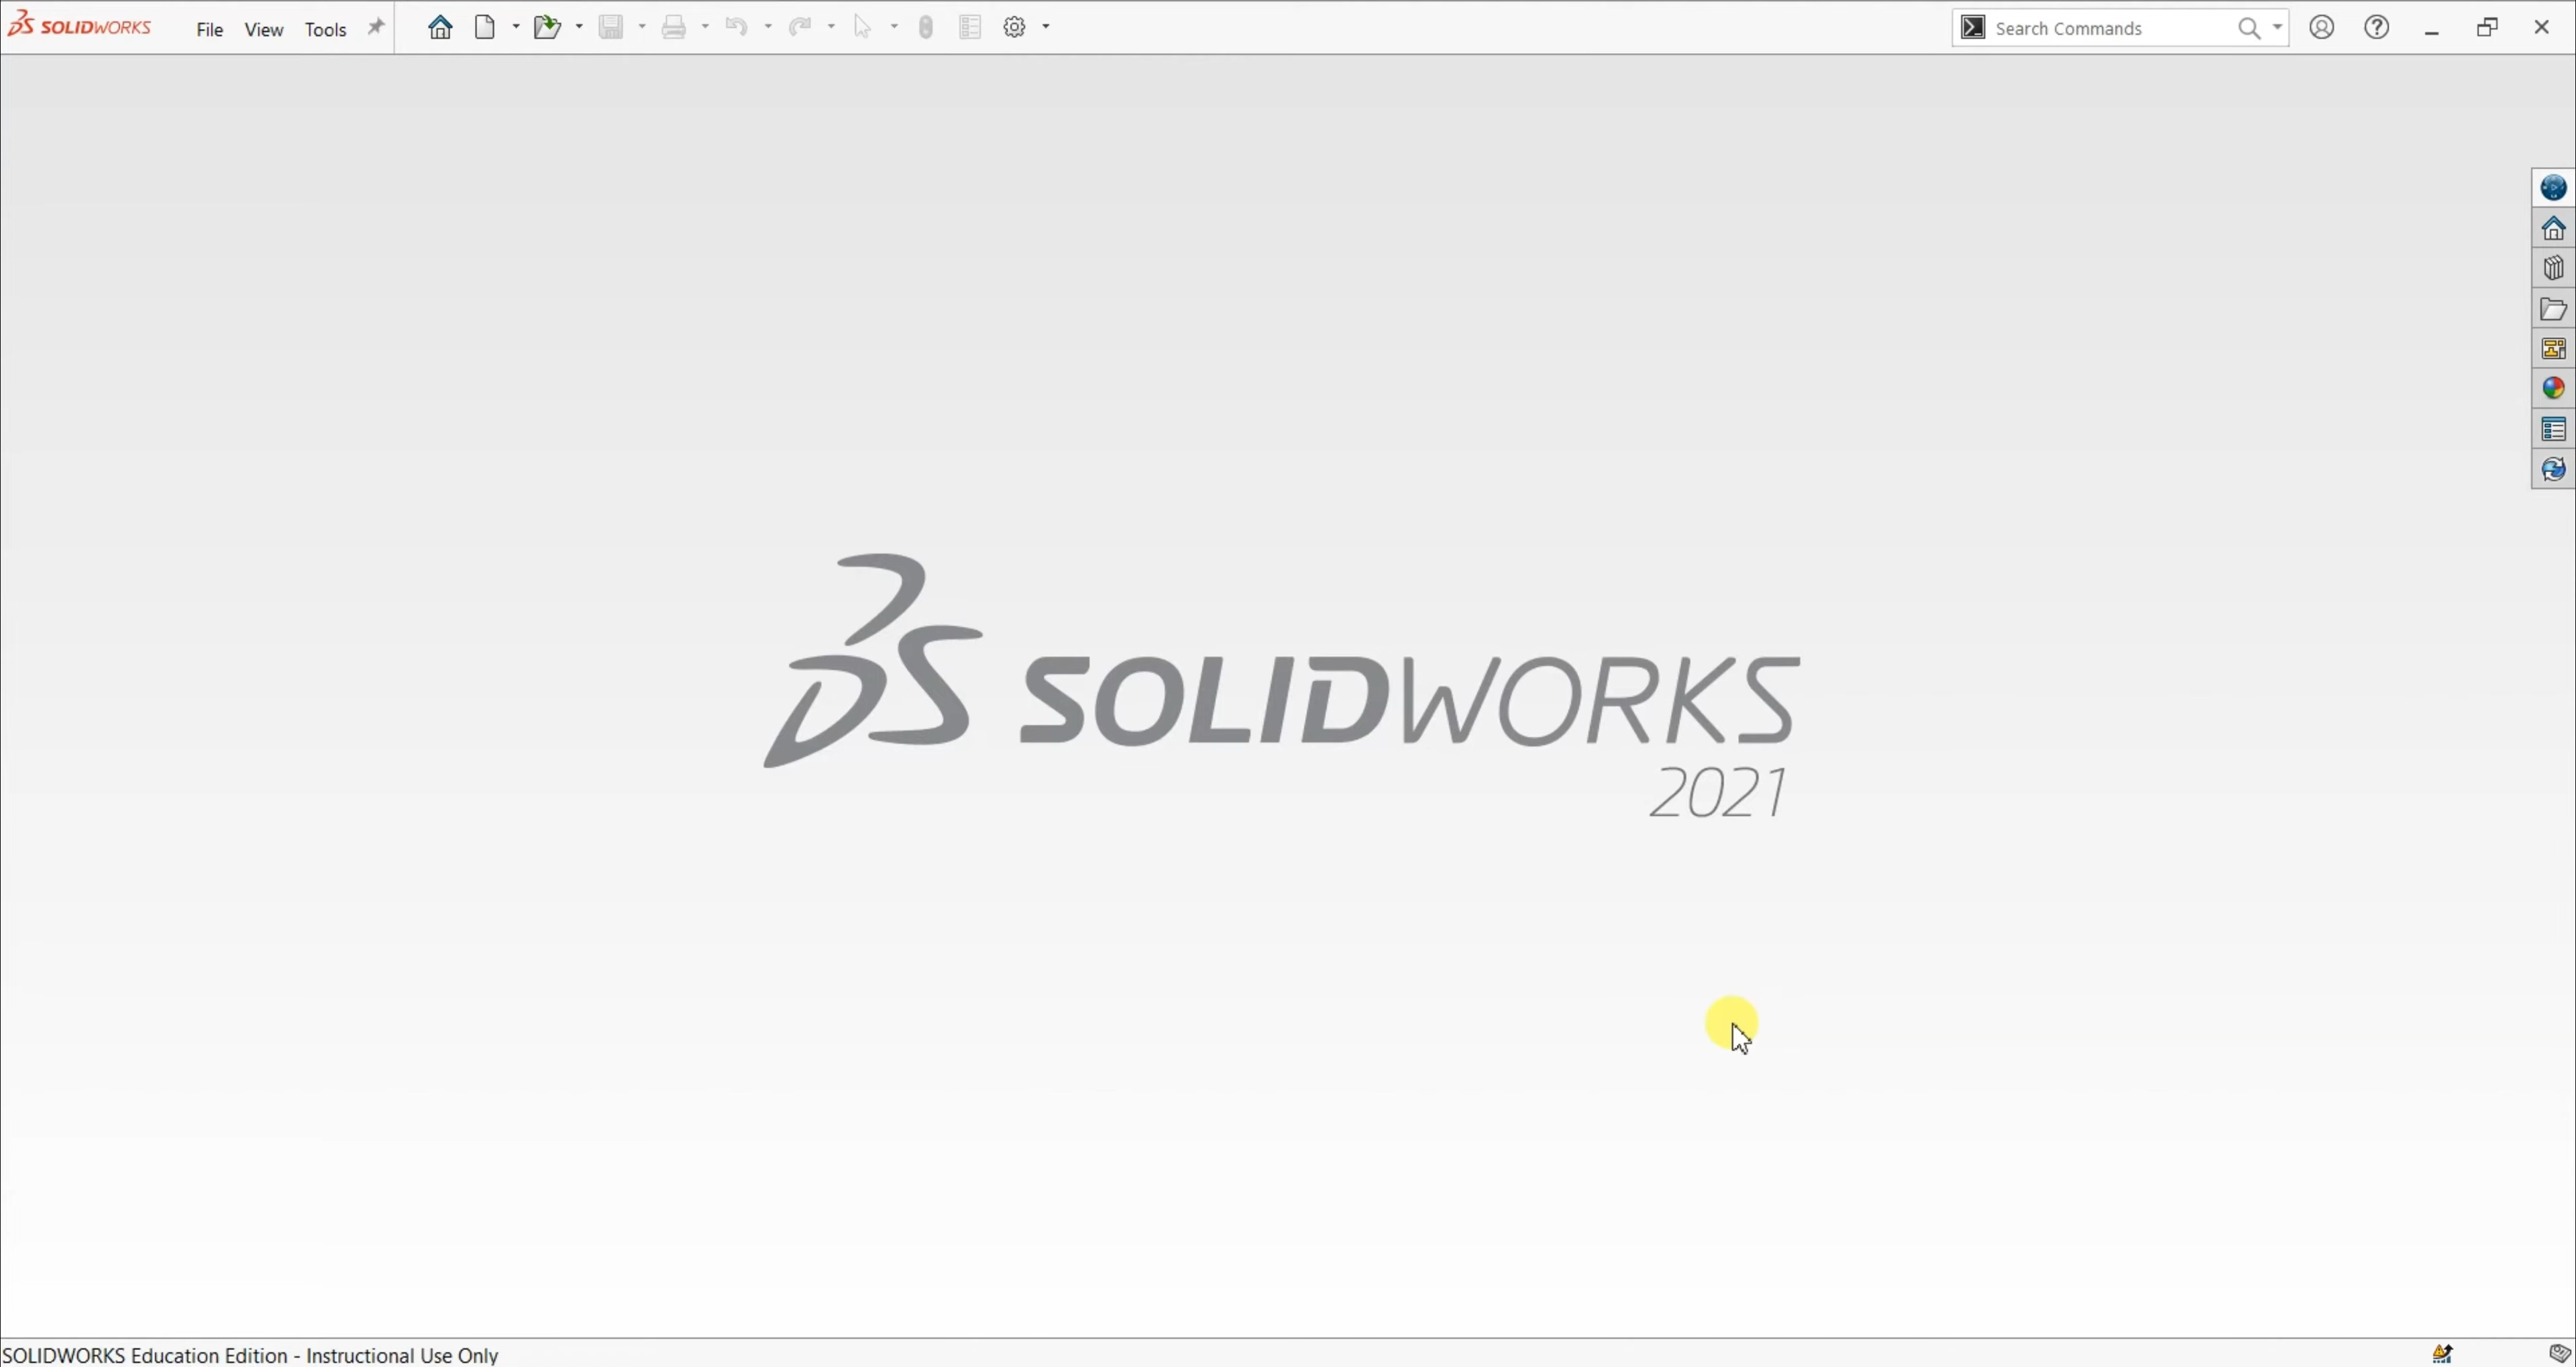 SOLIDWORKS
File View Tools
Search Commands
SOLIDWORKS
2021
SOLIDWORKS Education Edition - Instructional Use Only